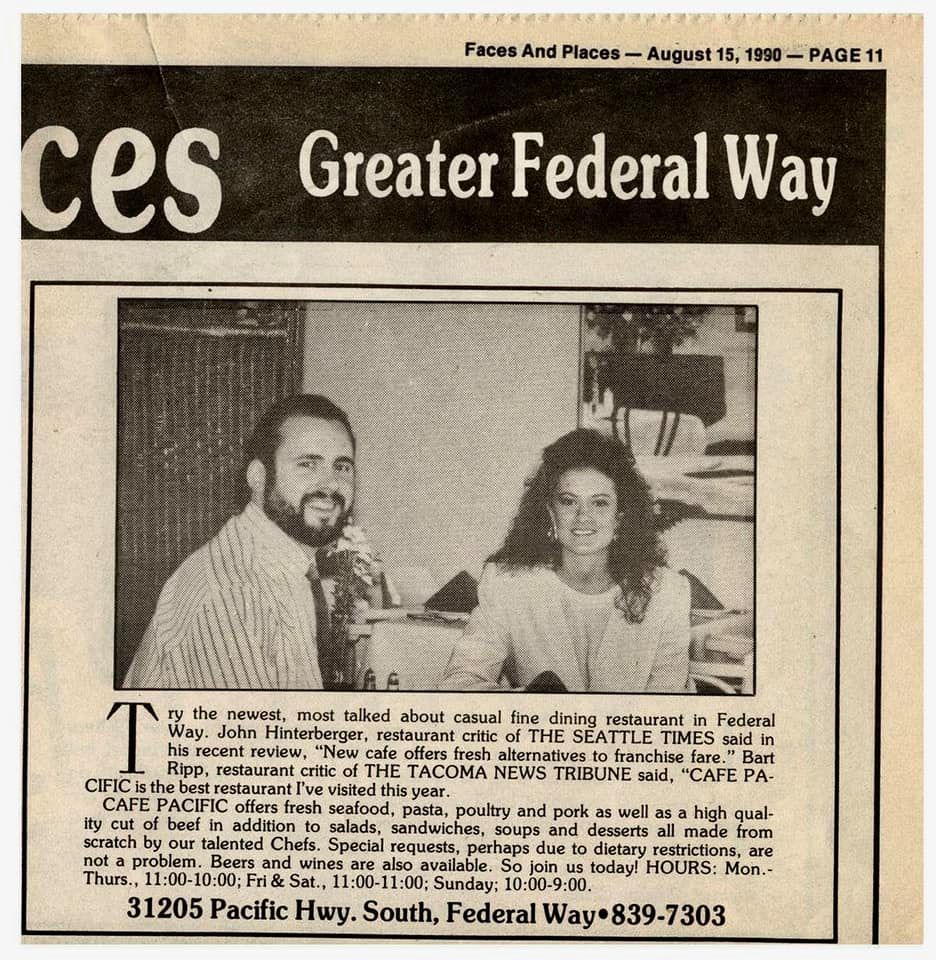 Faces And Places — August 15, 1990 — PAGE 11
ces Greater Federal Way
Try the newest, most talked about casual fine dining restaurant in Federal
Way. John Hinterberger, restaurant critic of THE SEATTLE TIMES said in
his recent review, “New cafe offers fresh alternatives to franchise fare.” Bart
Ripp, restaurant critic of THE TACOMA NEWS TRIBUNE said, “CAFE PA-
CIFIC is the best restaurant I've visited this year.
CAFE PACIFIC offers fresh seafood, pasta, poultry and pork as well as a high qual-
ity cut of beef in addition to salads, sandwiches, soups and desserts all made from
scratch by our talented Chefs. Special requests, perhaps due to dietary restrictions, are
not a problem. Beers and wines are also available. So join us today! HOURS: Mon.-
Thurs., 11:00-10:00; Fri & Sat., 11:00-11:00; Sunday; 10:00-9:00.
31205 Pacific Hwy. South, Federal Way•839-7303